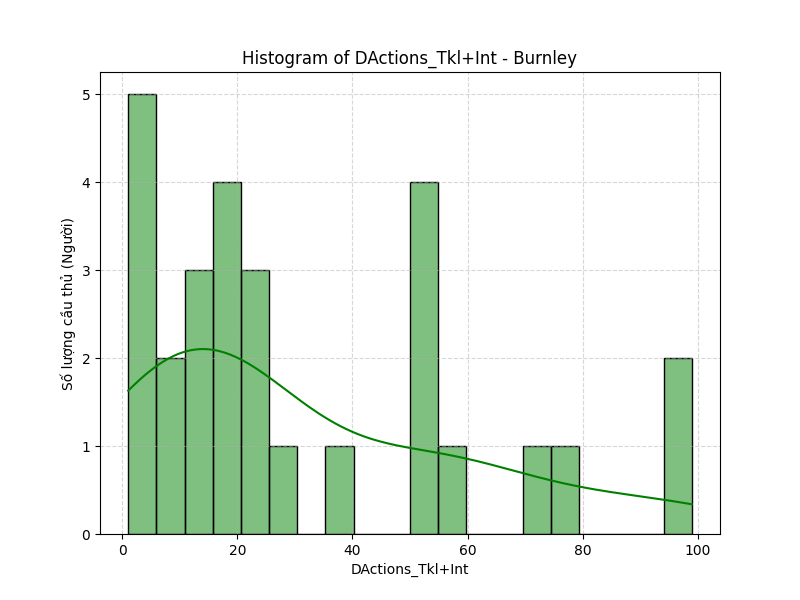 Histogram of DActions_Tkl+Int - Burnley
Số lượng cầu thủ (Người)
5
4
3
2
1
0
0 20 40 60 80 100
DActions_Tkl+Int